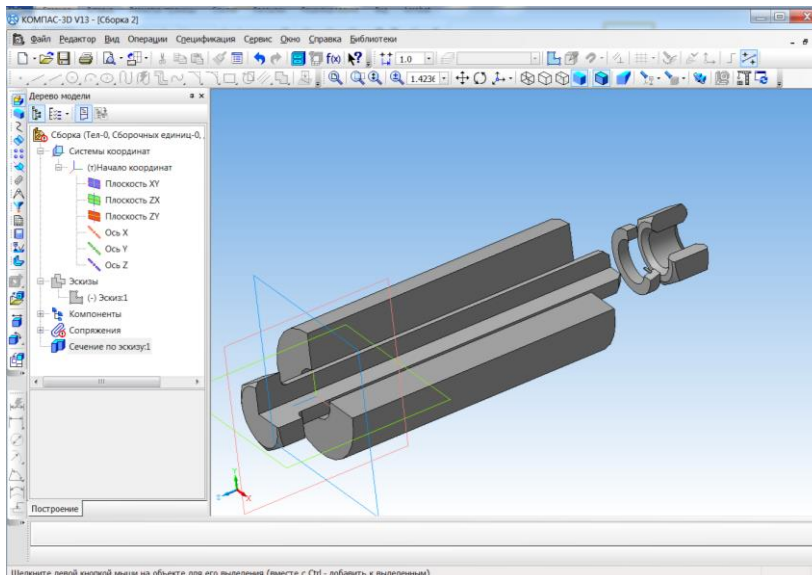 КОМПАС-3D V13 - [Сборка 2]
Файл Редактор Вид Операции Спецификация Сервис Окно Справка Библиотеки
f(x) 1.0
1.423
Дерево модели
Сборка (Тел-0, Сборочных единиц-0,
Системы координат
(т)Начало координат
Плоскость XY
Плоскость ZX
Плоскость ZY
Ось X
Ось Y
Ось Z
Эскизы
(-) Эскиз:1
Компоненты
Сопряжения
Сечение по эскизу:1
Y
Z X
Построение
Щелкните левой кнопкой мыши на объекте для его выделения (вместе с Ctrl - добавить к выделенным)